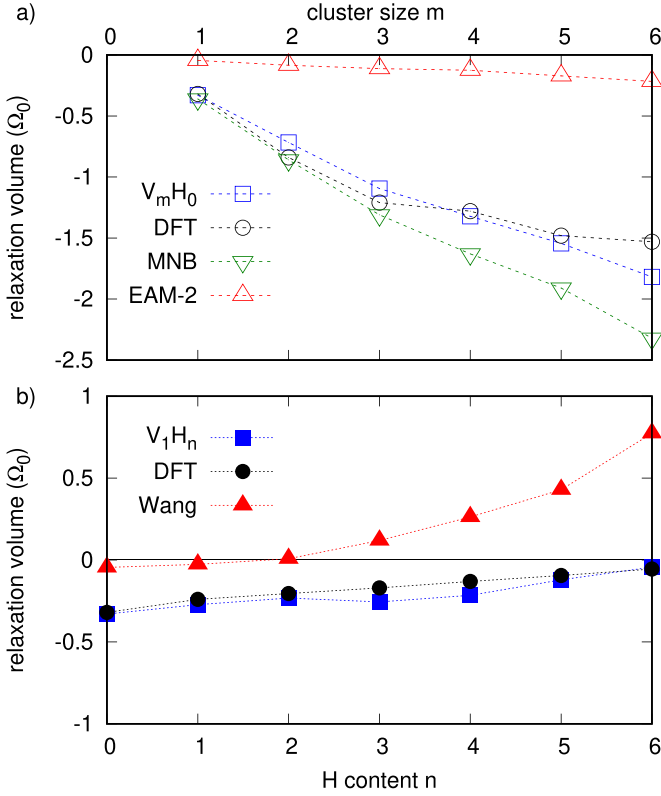 a)
cluster size m
0 1 2 3 4 5 6
relaxation volume (Ω₀)
0
-0.5
-1
-1.5
-2
-2.5
VₘH₀
DFT
MNB
EAM-2
b)
relaxation volume (Ω₀)
1
0.5
0
-0.5
-1
V₁Hₙ
DFT
Wang
0 1 2 3 4 5 6
H content n